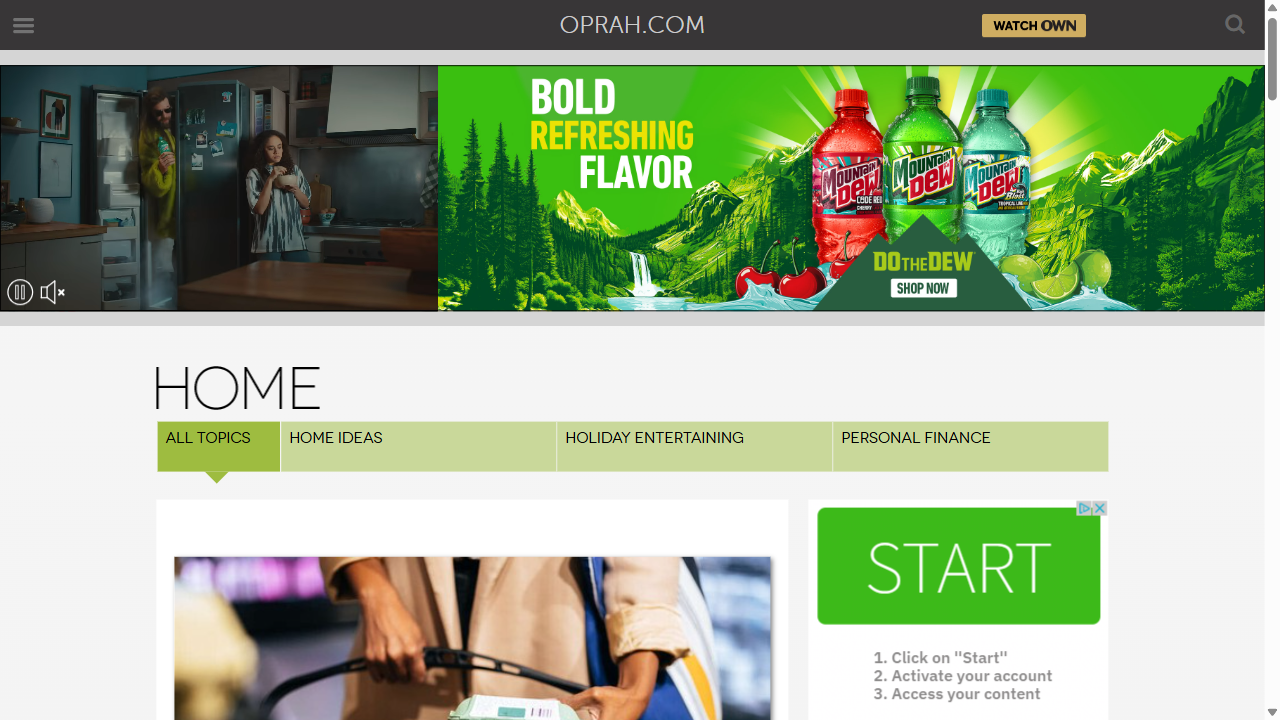 OPRAH.COM
WATCH OWN
BOLD
REFRESHING
FLAVOR
MOUNTAIN DEW CODE RED CHERRY
MOUNTAIN DEW
MOUNTAIN DEW
DO THE DEW
SHOP NOW
HOME
ALL TOPICS
HOME IDEAS
HOLIDAY ENTERTAINING
PERSONAL FINANCE
START
1. Click on "Start"
2. Activate your account
3. Access your content